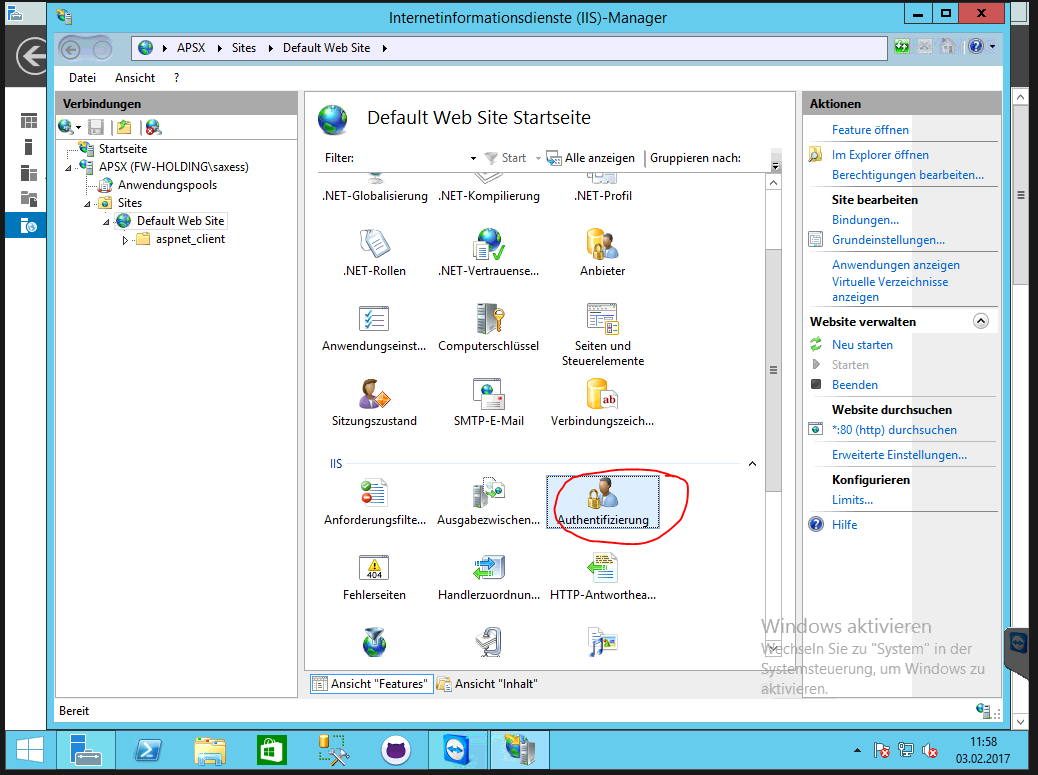 Internetinformationsdienste (IIS)-Manager
APSX
Sites
Default Web Site
Datei
Ansicht
?
Verbindungen
Startseite
APSX (FW-HOLDING\saxess)
Anwendungspools
Sites
Default Web Site
aspnet_client
Default Web Site Startseite
Filter:
Start
Alle anzeigen
Gruppieren nach:
.NET-Globalisierung
.NET-Kompilierung
.NET-Profil
.NET-Rollen
.NET-Vertrauense...
Anbieter
Anwendungseinst...
Computerschlüssel
Seiten und
Steuerelemente
Sitzungszustand
SMTP-E-Mail
ab
Verbindungszeich...
IIS
Anforderungsfilte...
Ausgabezwischen...
Authentifizierung
404
Fehlerseiten
Handlerzuordnun...
HTTP-Antworthea...
Ansicht "Features"
Ansicht "Inhalt"
Aktionen
Feature öffnen
Im Explorer öffnen
Berechtigungen bearbeiten...
Site bearbeiten
Bindungen...
Grundeinstellungen...
Anwendungen anzeigen
Virtuelle Verzeichnisse
anzeigen
Website verwalten
Neu starten
Starten
Beenden
Website durchsuchen
*:80 (http) durchsuchen
Erweiterte Einstellungen...
Konfigurieren
Limits...
Hilfe
Windows aktivieren
Wechseln Sie zu "System" in der
Systemsteuerung, um Windows zu
aktivieren.
Bereit
11:58
03.02.2017